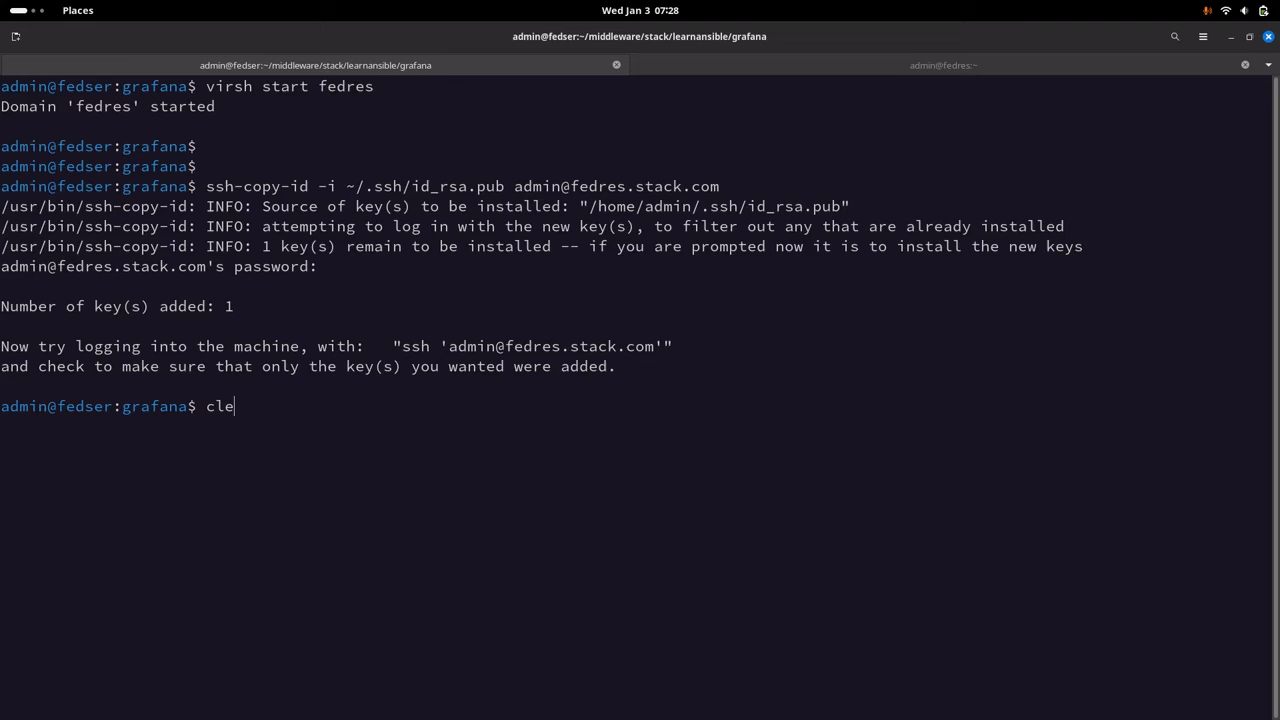 Places
Wed Jan 3 07:28
admin@fedser:~/middleware/stack/learnansible/grafana
admin@fedser:~/middleware/stack/learnansible/grafana
admin@fedres:~
admin@fedser:grafana$ virsh start fedres
Domain 'fedres' started
admin@fedser:grafana$
admin@fedser:grafana$
admin@fedser:grafana$ ssh-copy-id -i ~/.ssh/id_rsa.pub admin@fedres.stack.com
/usr/bin/ssh-copy-id: INFO: Source of key(s) to be installed: "/home/admin/.ssh/id_rsa.pub"
/usr/bin/ssh-copy-id: INFO: attempting to log in with the new key(s), to filter out any that are already installed
/usr/bin/ssh-copy-id: INFO: 1 key(s) remain to be installed -- if you are prompted now it is to install the new keys
admin@fedres.stack.com's password:
Number of key(s) added: 1
Now try logging into the machine, with:   "ssh 'admin@fedres.stack.com'"
and check to make sure that only the key(s) you wanted were added.
admin@fedser:grafana$ cle